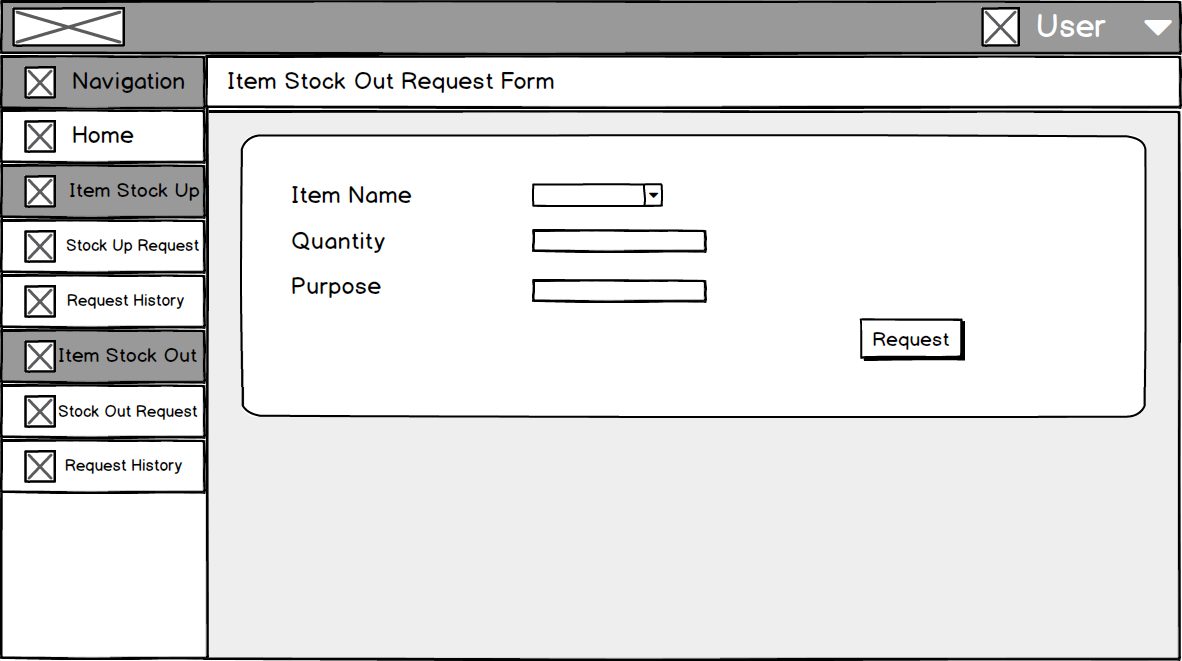 User
Navigation
Item Stock Out Request Form
Home
Item Stock Up
Stock Up Request
Request History
Item Stock Out
Stock Out Request
Request History
Item Name
Quantity
Purpose
Request